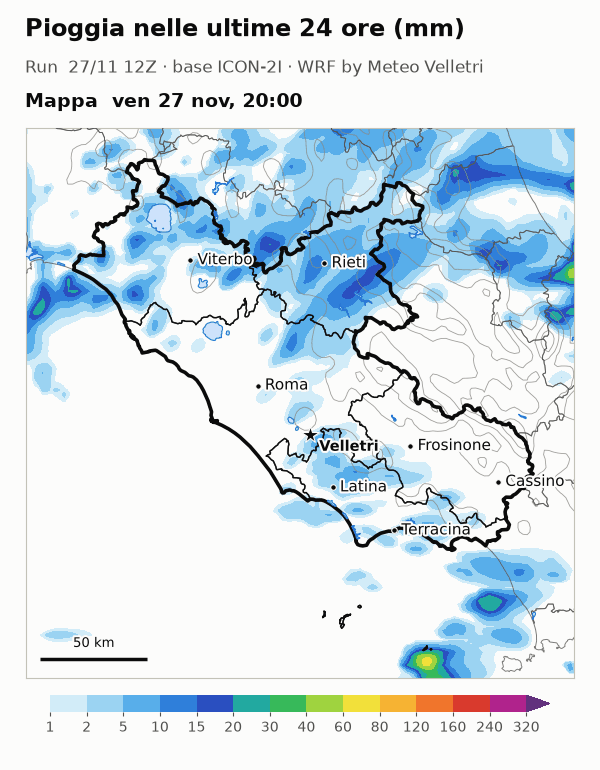 Pioggia nelle ultime 24 ore (mm)
Run  27/11 12Z · base ICON-2I · WRF by Meteo Velletri
Mappa  ven 27 nov, 20:00
Viterbo
Rieti
Roma
Velletri
Frosinone
Cassino
Latina
Terracina
50 km
1 2 5 10 15 20 30 40 60 80 120 160 240 320